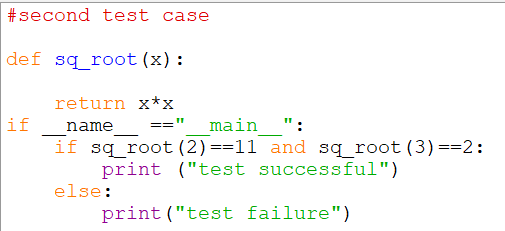 #second test case
def sq_root(x):
    return x*x
if __name__ =="__main__":
    if sq_root(2)==11 and sq_root(3)==2:
        print ("test successful")
    else:
        print("test failure")